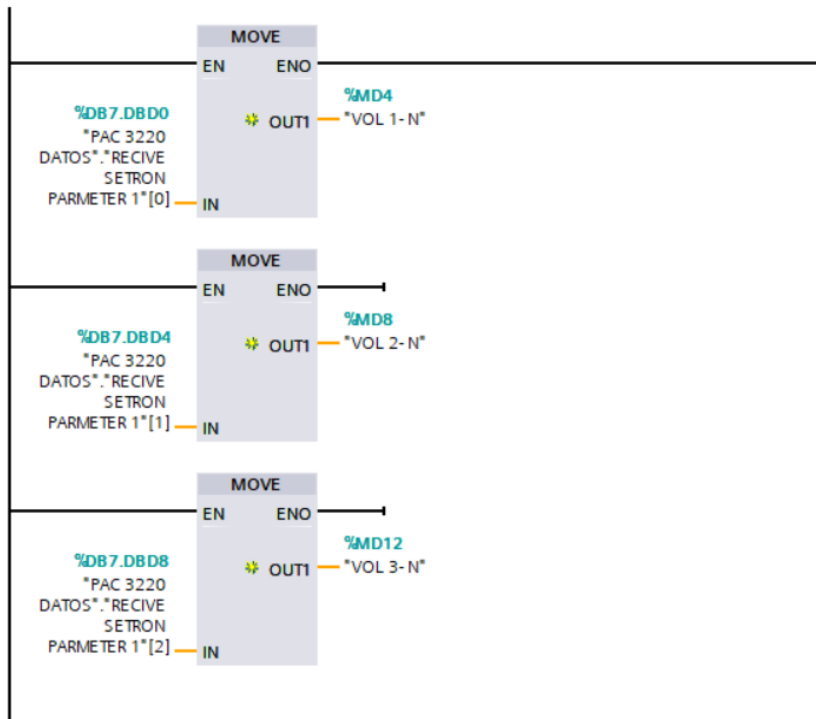 MOVE
EN ENO
%DB7.DBD0
"PAC 3220
DATOS"."RECIVE
SETRON
PARMETER 1"[0]
IN
OUT1
%MD4
"VOL 1-N"
MOVE
EN ENO
%DB7.DBD4
"PAC 3220
DATOS"."RECIVE
SETRON
PARMETER 1"[1]
IN
OUT1
%MD8
"VOL 2-N"
MOVE
EN ENO
%DB7.DBD8
"PAC 3220
DATOS"."RECIVE
SETRON
PARMETER 1"[2]
IN
OUT1
%MD12
"VOL 3-N"